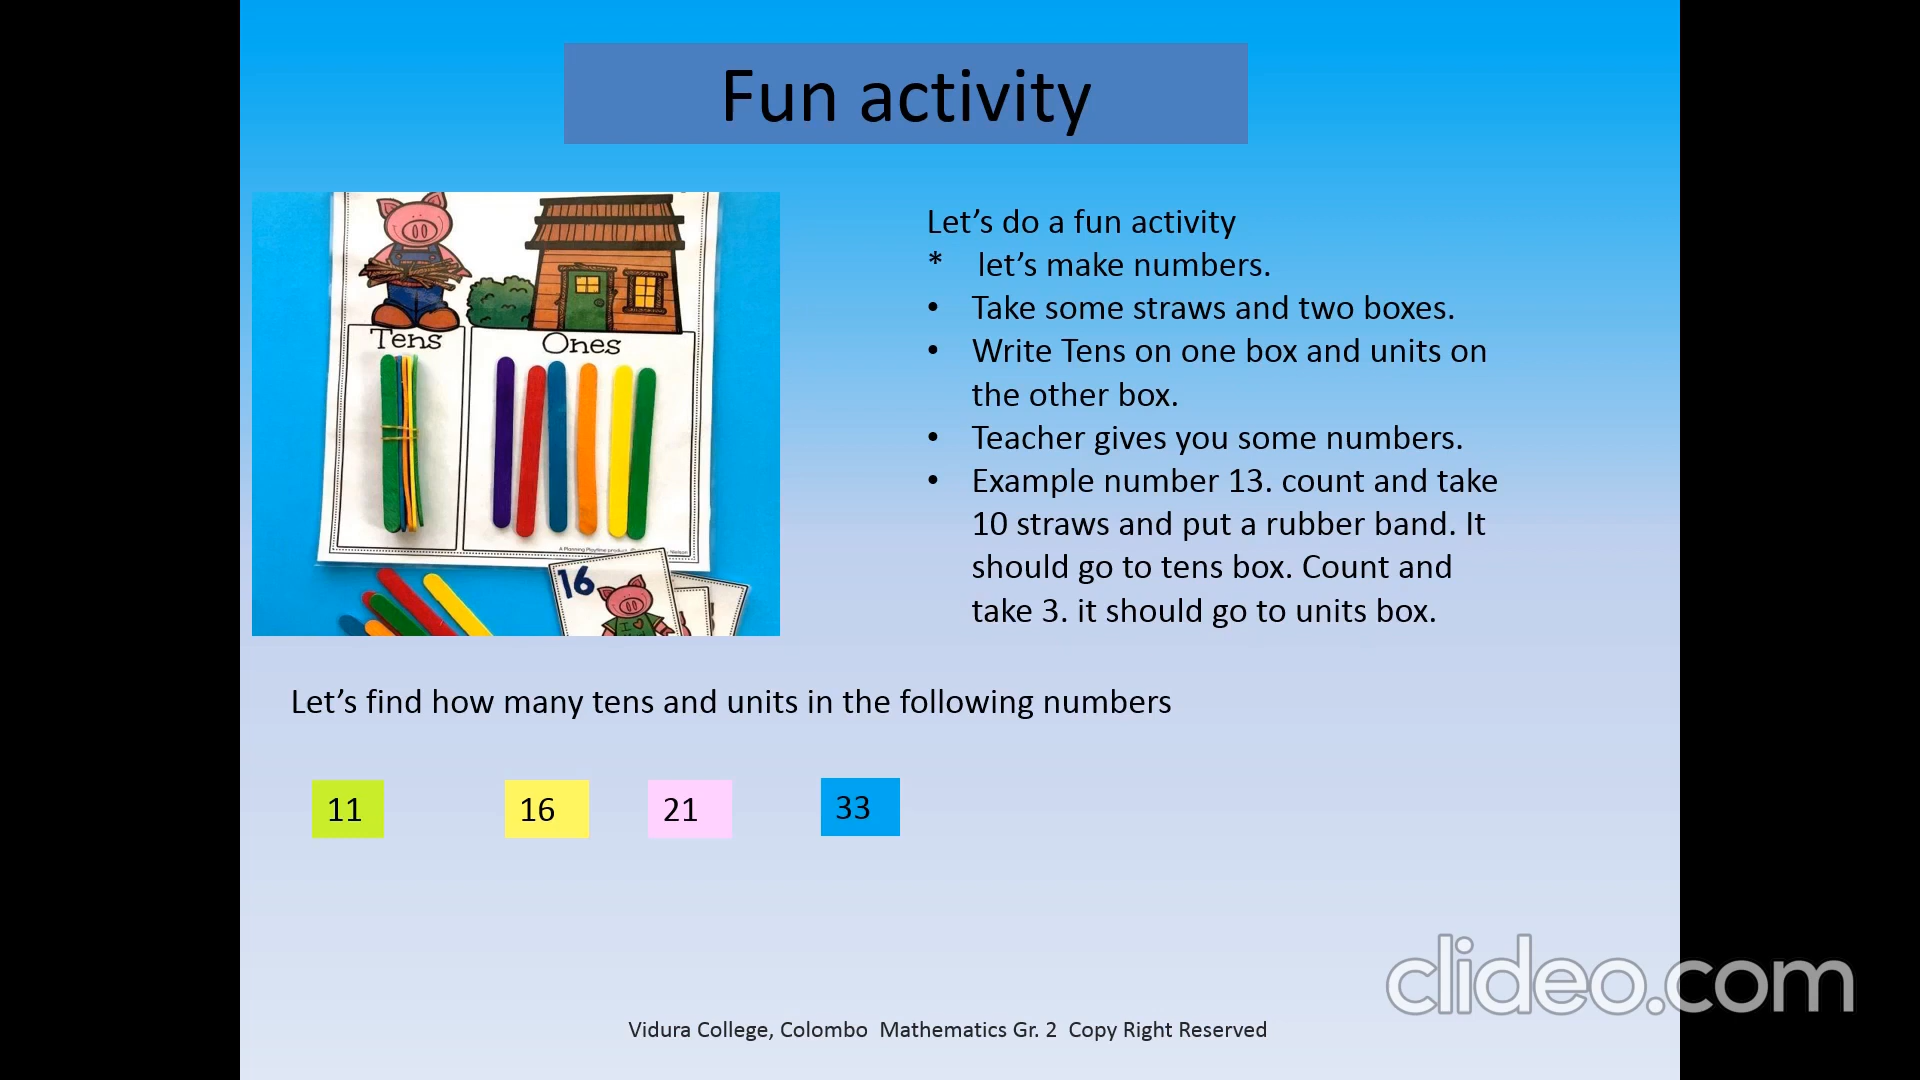 Fun activity
Tens
Ones
16
Let’s do a fun activity
* let’s make numbers.
• Take some straws and two boxes.
• Write Tens on one box and units on
the other box.
• Teacher gives you some numbers.
• Example number 13. count and take
10 straws and put a rubber band. It
should go to tens box. Count and
take 3. it should go to units box.
Let’s find how many tens and units in the following numbers
11
16
21
33
clideo.com
Vidura College, Colombo Mathematics Gr. 2 Copy Right Reserved